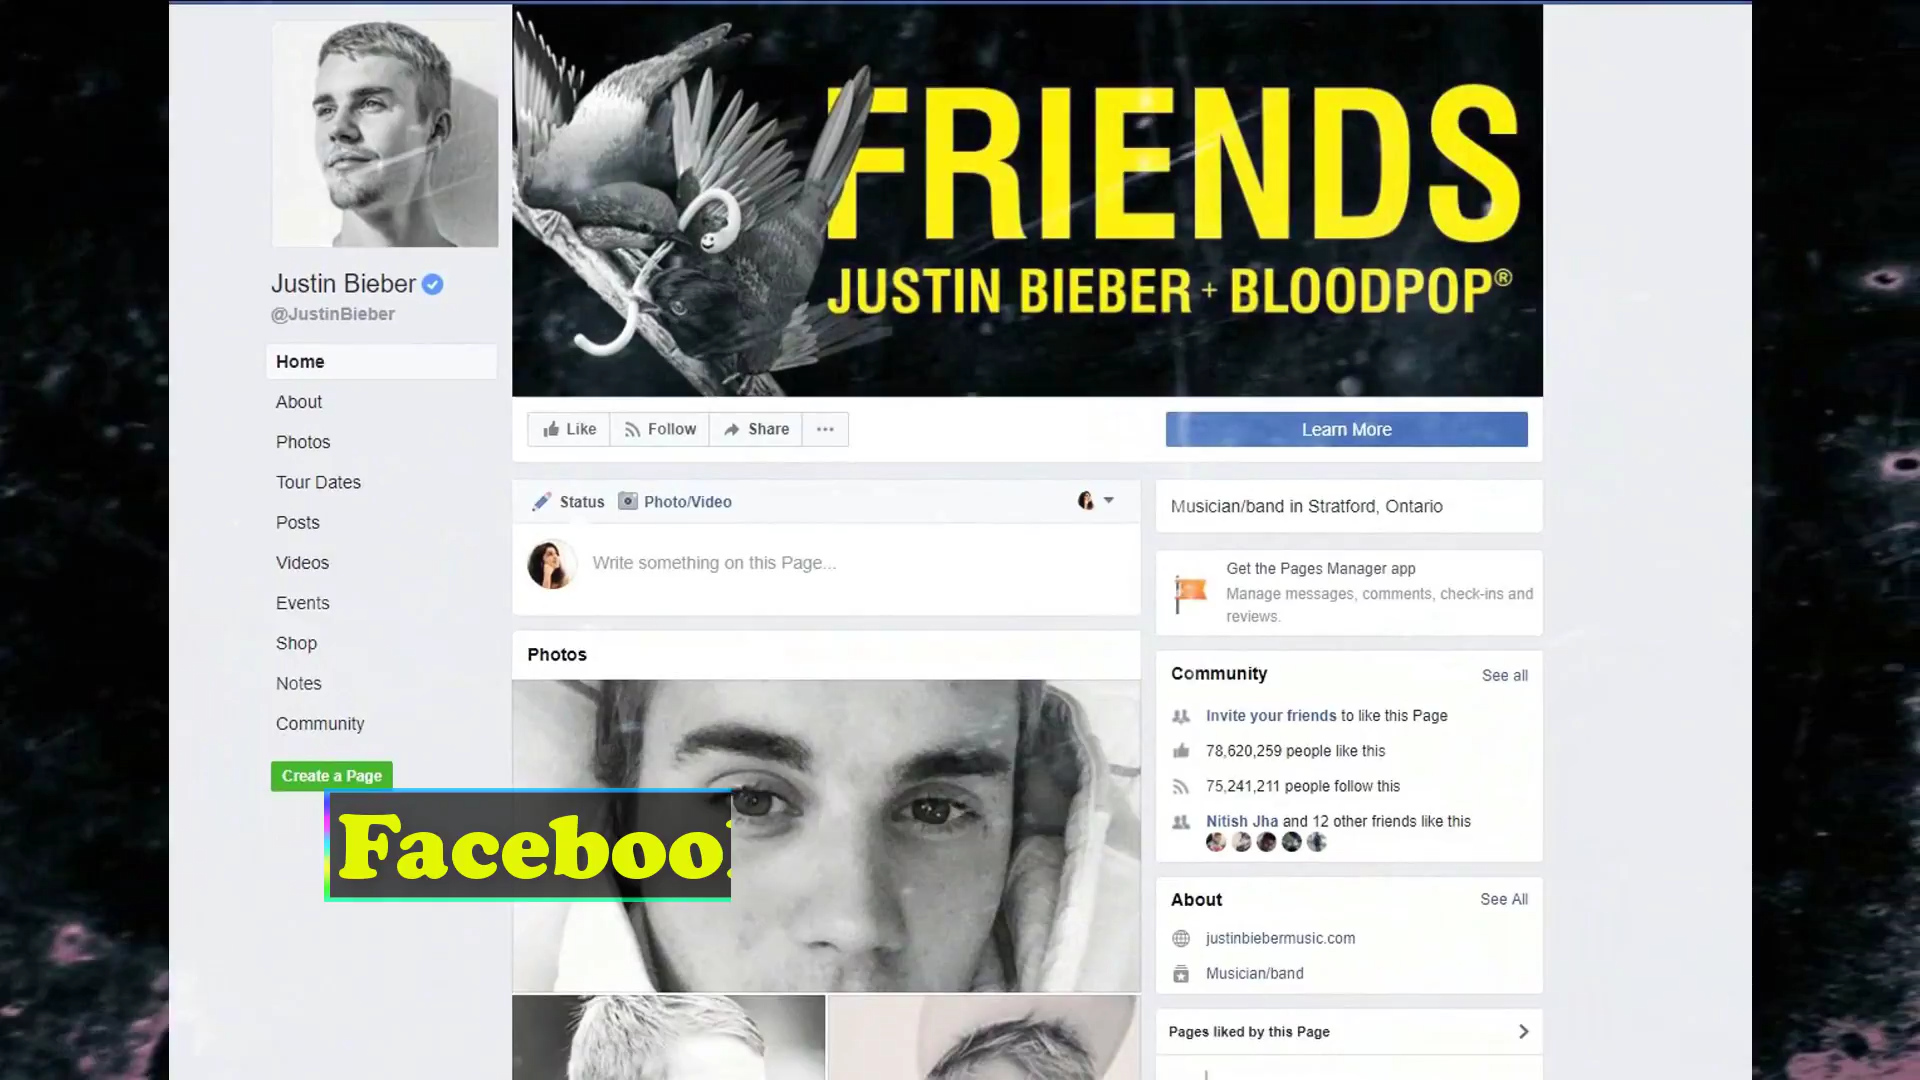 FRIENDS
JUSTIN BIEBER + BLOODPOP®
Justin Bieber
@JustinBieber
Home
About
Photos
Tour Dates
Posts
Videos
Events
Shop
Notes
Community
Create a Page
Like
Follow
Share
Learn More
Status
Photo/Video
Write something on this Page...
Photos
Faceboo
Musician/band in Stratford, Ontario
Get the Pages Manager app
Manage messages, comments, check-ins and
reviews.
Community
See all
Invite your friends to like this Page
78,620,259 people like this
75,241,211 people follow this
Nitish Jha and 12 other friends like this
About
See All
justinbiebermusic.com
Musician/band
Pages liked by this Page